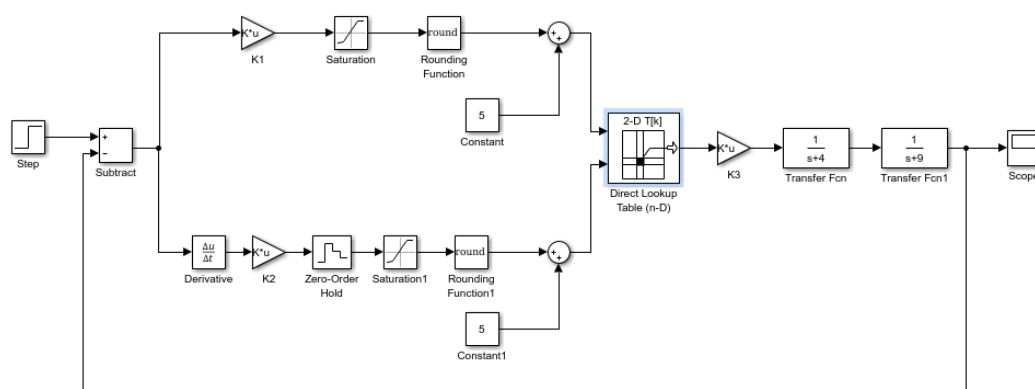 K*u
K1
Saturation
round
Rounding
Function
+
+
5
Constant
Step
+
−
Subtract
2-D T[k]
Direct Lookup
Table (n-D)
K*u
K3
1
s+4
Transfer Fcn
1
s+9
Transfer Fcn1
Scope
Δu
Δt
Derivative
K*u
K2
Zero-Order
Hold
Saturation1
round
Rounding
Function1
+
+
5
Constant1